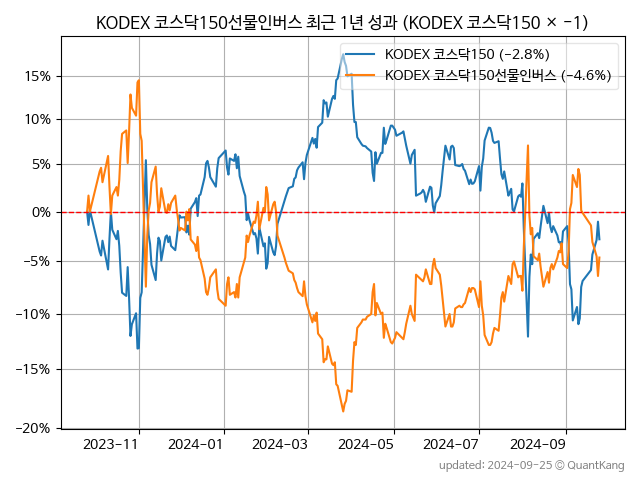 KODEX 코스닥150선물인버스 최근 1년 성과 (KODEX 코스닥150 × −1)
KODEX 코스닥150 (−2.8%)
KODEX 코스닥150선물인버스 (−4.6%)
15%
10%
5%
0%
−5%
−10%
−15%
−20%
2023-11 2024-01 2024-03 2024-05 2024-07 2024-09
updated: 2024-09-25 © QuantKang